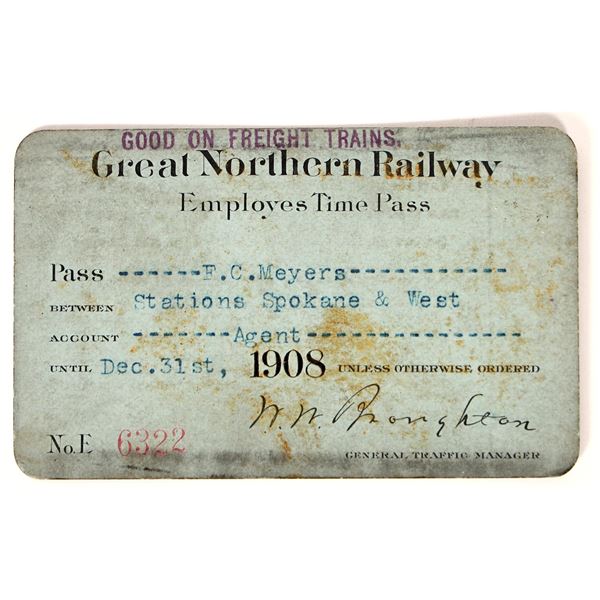 GOOD ON FREIGHT TRAINS.
Great Northern Railway
Employes Time Pass
Pass ------F.C.Meyers------------
BETWEEN Stations Spokane & West
ACCOUNT --------Agent-----------------
UNTIL Dec.31st, 1908 UNLESS OTHERWISE ORDERED
W. W. Broughton
No.E 6322 GENERAL TRAFFIC MANAGER